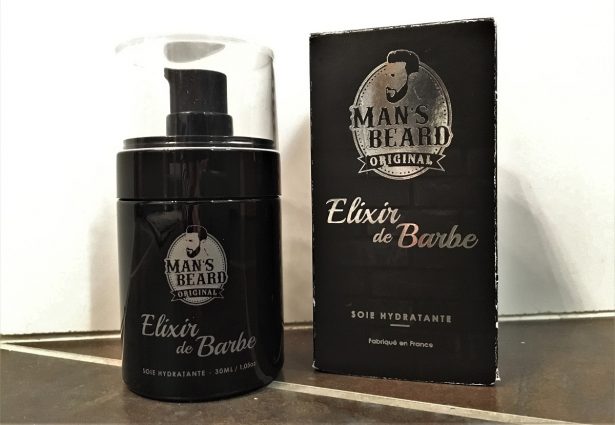 MAN'S
BEARD
ORIGINAL
Elixir
de Barbe
SOIE HYDRATANTE - 30ML / 1,05oz
MAN'S
BEARD
ORIGINAL
Elixir
de Barbe
SOIE HYDRATANTE
Fabriqué en France